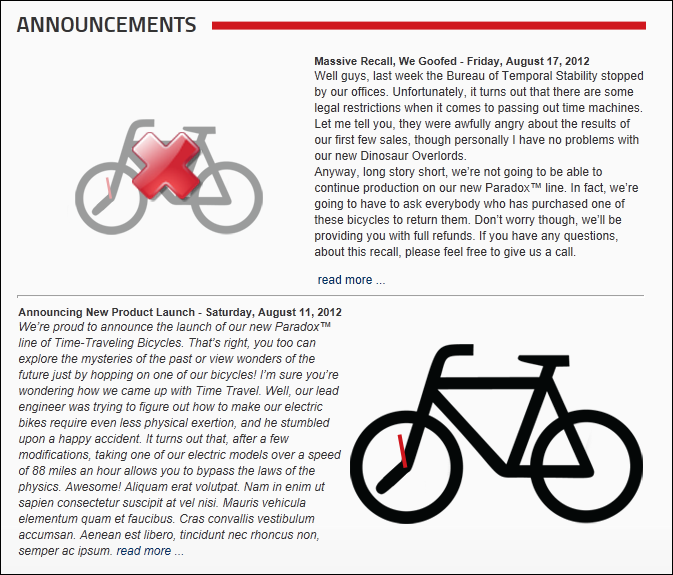 ANNOUNCEMENTS
Massive Recall, We Goofed - Friday, August 17, 2012
Well guys, last week the Bureau of Temporal Stability stopped
by our offices. Unfortunately, it turns out that there are some
legal restrictions when it comes to passing out time machines.
Let me tell you, they were awfully angry about the results of
our first few sales, though personally I have no problems with
our new Dinosaur Overlords.
Anyway, long story short, we're not going to be able to
continue production on our new Paradox™ line. In fact, we're
going to have to ask everybody who has purchased one of
these bicycles to return them. Don't worry though, we'll be
providing you with full refunds. If you have any questions,
about this recall, please feel free to give us a call.
read more ...
Announcing New Product Launch - Saturday, August 11, 2012
We're proud to announce the launch of our new Paradox™
line of Time-Traveling Bicycles. That's right, you too can
explore the mysteries of the past or view wonders of the
future just by hopping on one of our bicycles! I'm sure you're
wondering how we came up with Time Travel. Well, our lead
engineer was trying to figure out how to make our electric
bikes require even less physical exertion, and he stumbled
upon a happy accident. It turns out that, after a few
modifications, taking one of our electric models over a speed
of 88 miles an hour allows you to bypass the laws of the
physics. Awesome! Aliquam erat volutpat. Nam in enim ut
sapien consectetur suscipit at vel nisi. Mauris vehicula
elementum quam et faucibus. Cras convallis vestibulum
accumsan. Aenean est libero, tincidunt nec rhoncus non,
semper ac ipsum. read more ...